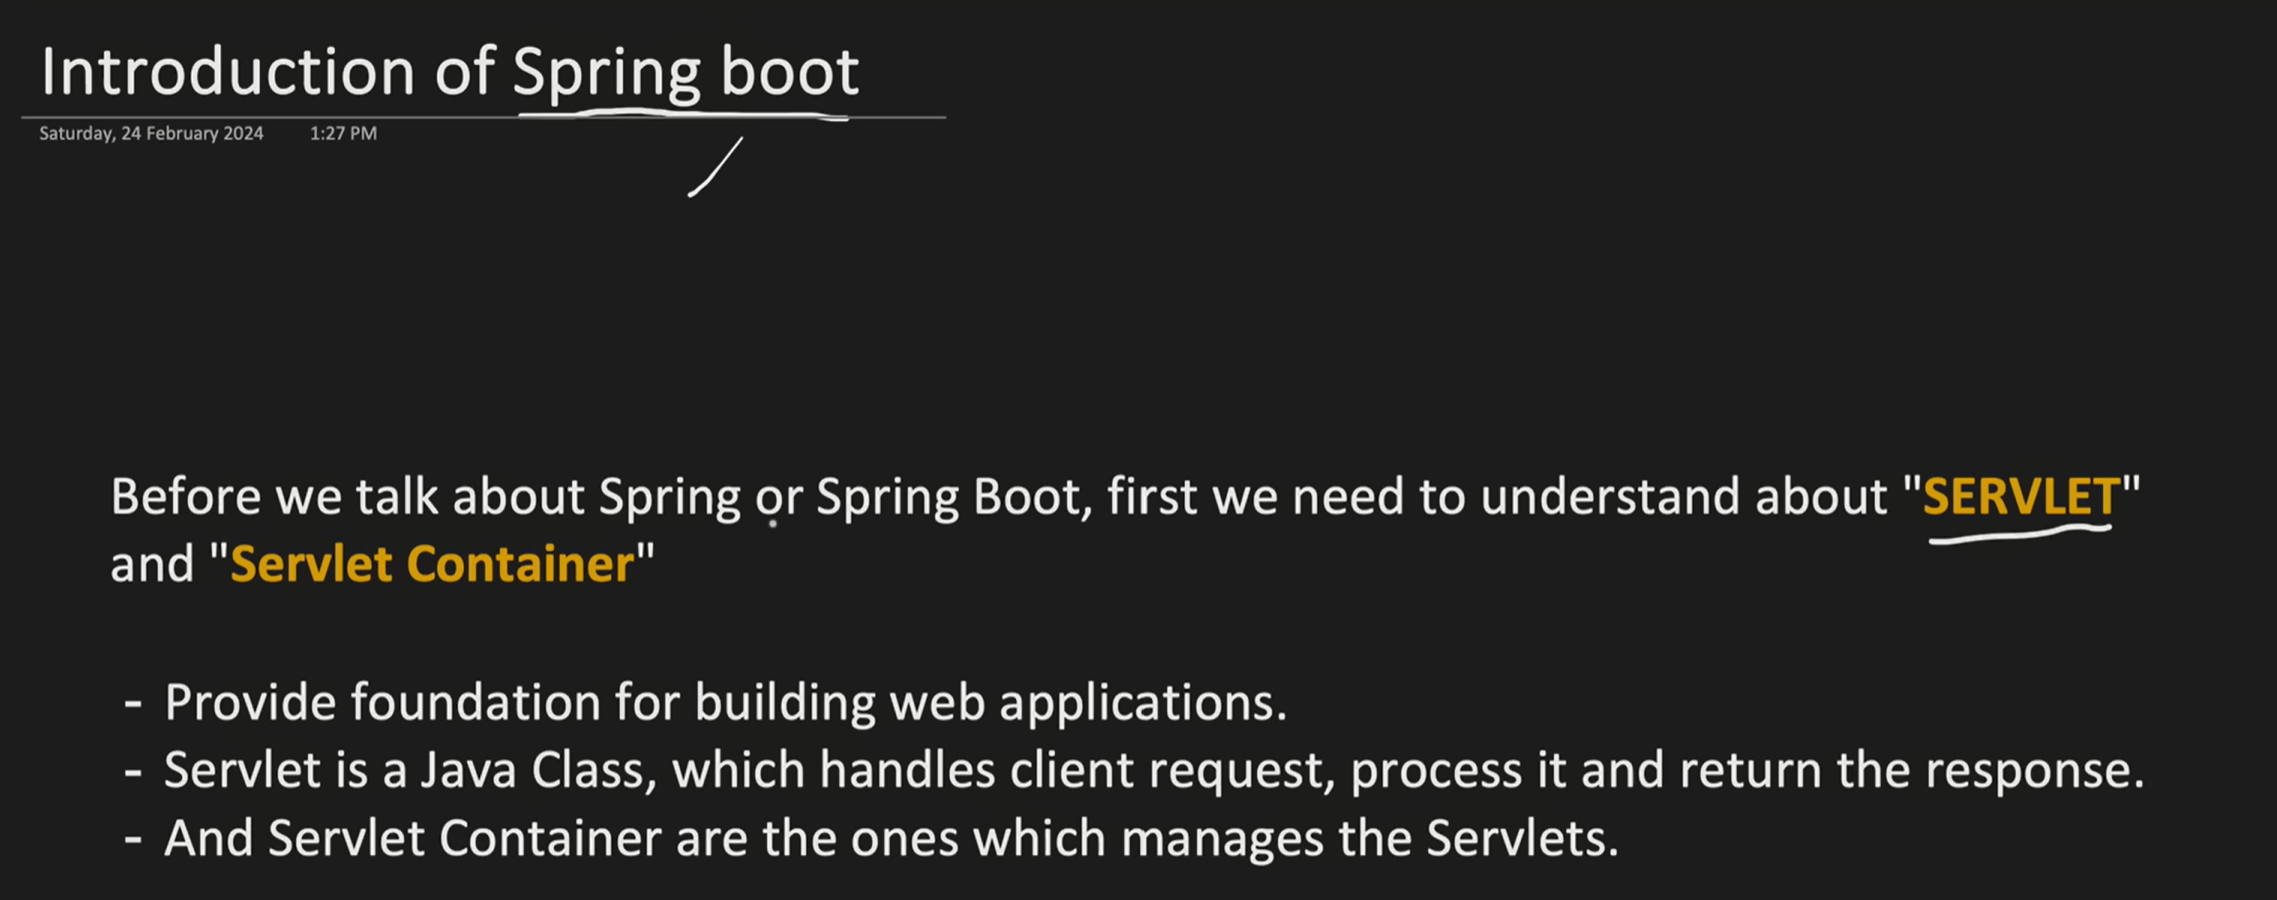 Introduction of Spring boot
Saturday, 24 February 2024 1:27 PM
Before we talk about Spring or Spring Boot, first we need to understand about "SERVLET"
and "Servlet Container"
- Provide foundation for building web applications.
- Servlet is a Java Class, which handles client request, process it and return the response.
- And Servlet Container are the ones which manages the Servlets.